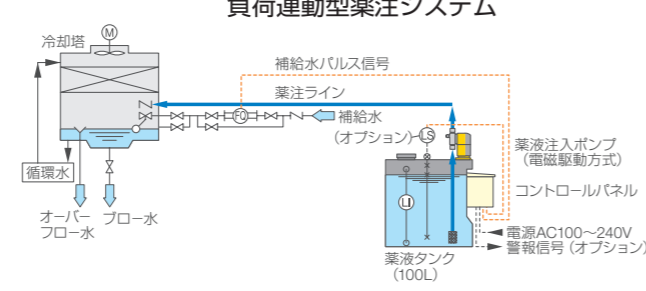 負荷連動型薬注システム
M
冷却塔
補給水パルス信号
薬注ライン
FQ
補給水
(オプション)
LS
薬液注入ポンプ
(電磁駆動方式)
コントロールパネル
循環水
LI
オーバー
フロー水
ブロー水
電源AC100～240V
警報信号(オプション)
薬液タンク
(100L)